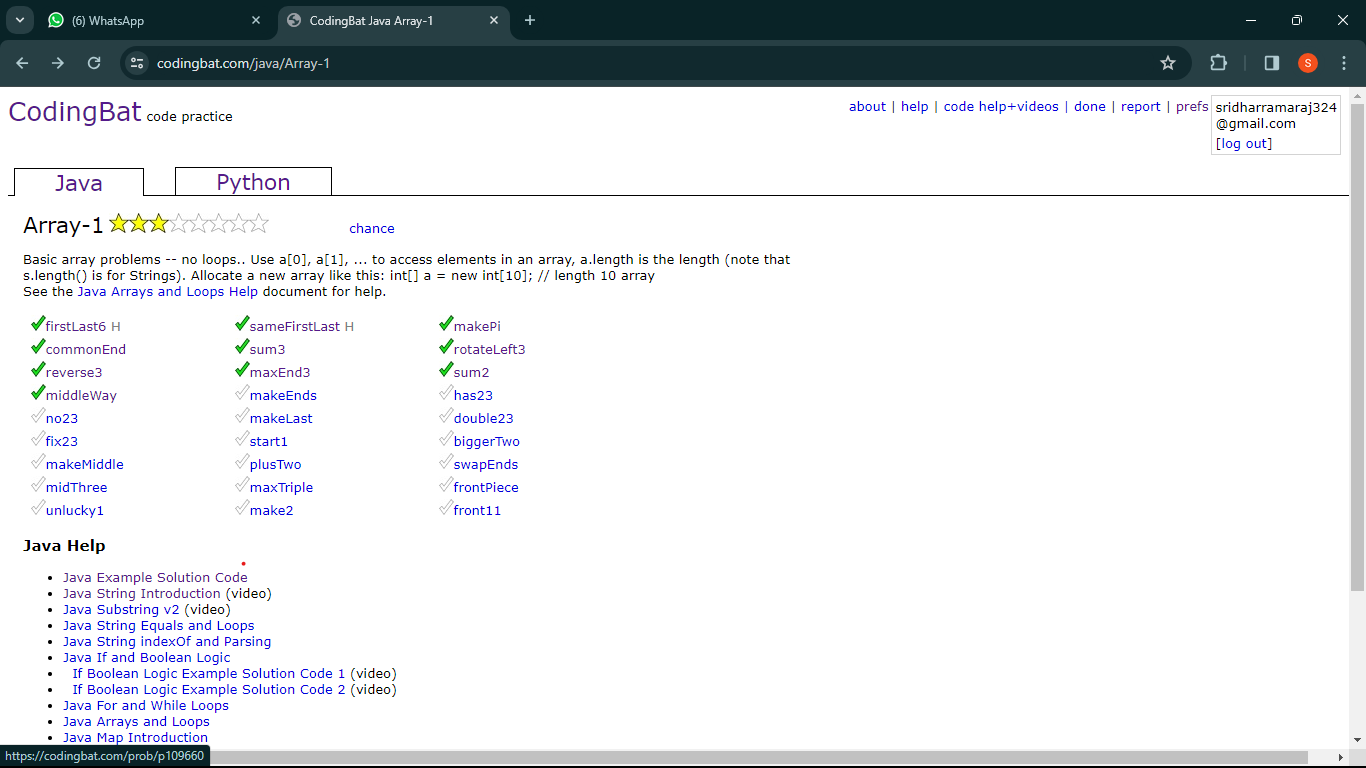 (6) WhatsApp
CodingBat Java Array-1
codingbat.com/java/Array-1
S
CodingBat code practice
about | help | code help+videos | done | report | prefs
sridharramaraj324
@gmail.com
[log out]
Java
Python
Array-1
chance
Basic array problems -- no loops.. Use a[0], a[1], ... to access elements in an array, a.length is the length (note that
s.length() is for Strings). Allocate a new array like this: int[] a = new int[10]; // length 10 array
See the Java Arrays and Loops Help document for help.
firstLast6 H sameFirstLast H makePi
commonEnd sum3 rotateLeft3
reverse3 maxEnd3 sum2
middleWay makeEnds has23
no23 makeLast double23
fix23 start1 biggerTwo
makeMiddle plusTwo swapEnds
midThree maxTriple frontPiece
unlucky1 make2 front11
Java Help
Java Example Solution Code
Java String Introduction (video)
Java Substring v2 (video)
Java String Equals and Loops
Java String indexOf and Parsing
Java If and Boolean Logic
If Boolean Logic Example Solution Code 1 (video)
If Boolean Logic Example Solution Code 2 (video)
Java For and While Loops
Java Arrays and Loops
Java Map Introduction
https://codingbat.com/prob/p109660